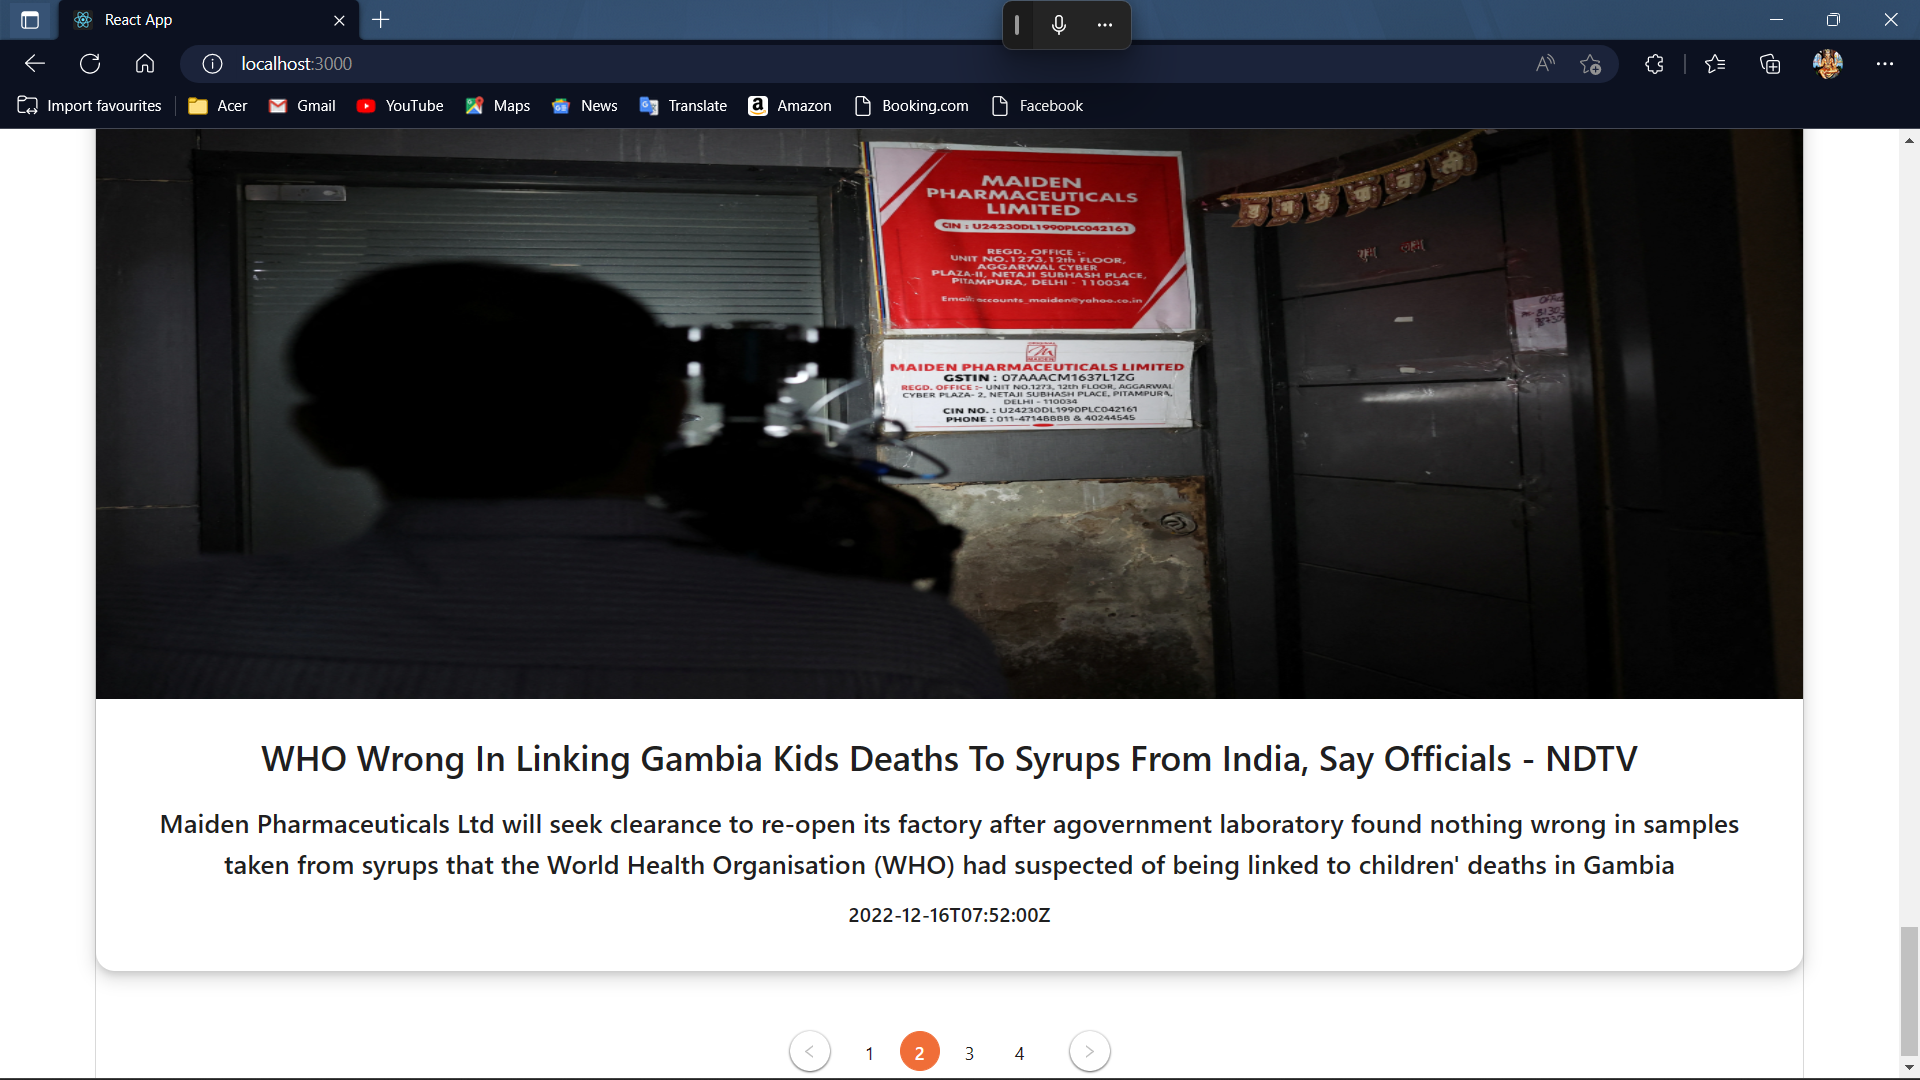 React App
localhost:3000
Import favourites
Acer
Gmail
YouTube
Maps
News
Translate
Amazon
Booking.com
Facebook
MAIDEN
PHARMACEUTICALS
LIMITED
CIN : U24230DL1990PLC042161
REGD. OFFICE :-
UNIT NO.1273,12th FLOOR,
AGGARWAL CYBER
PLAZA-II, NETAJI SUBHASH PLACE,
PITAMPURA, DELHI - 110034
Email: accounts_maiden@yahoo.co.in
MAIDEN PHARMACEUTICALS LIMITED
GSTIN : 07AAACM1637L1ZG
REGD. OFFICE :- UNIT NO.1273, 12th FLOOR, AGGARWAL
CYBER PLAZA- 2, NETAJI SUBHASH PLACE, PITAMPURA,
DELHI - 110034
CIN NO. : U24230DL1990PLC042161
PHONE : 011-47148888 & 40244545
WHO Wrong In Linking Gambia Kids Deaths To Syrups From India, Say Officials - NDTV
Maiden Pharmaceuticals Ltd will seek clearance to re-open its factory after agovernment laboratory found nothing wrong in samples
taken from syrups that the World Health Organisation (WHO) had suspected of being linked to children' deaths in Gambia
2022-12-16T07:52:00Z
< 1 2 3 4 >